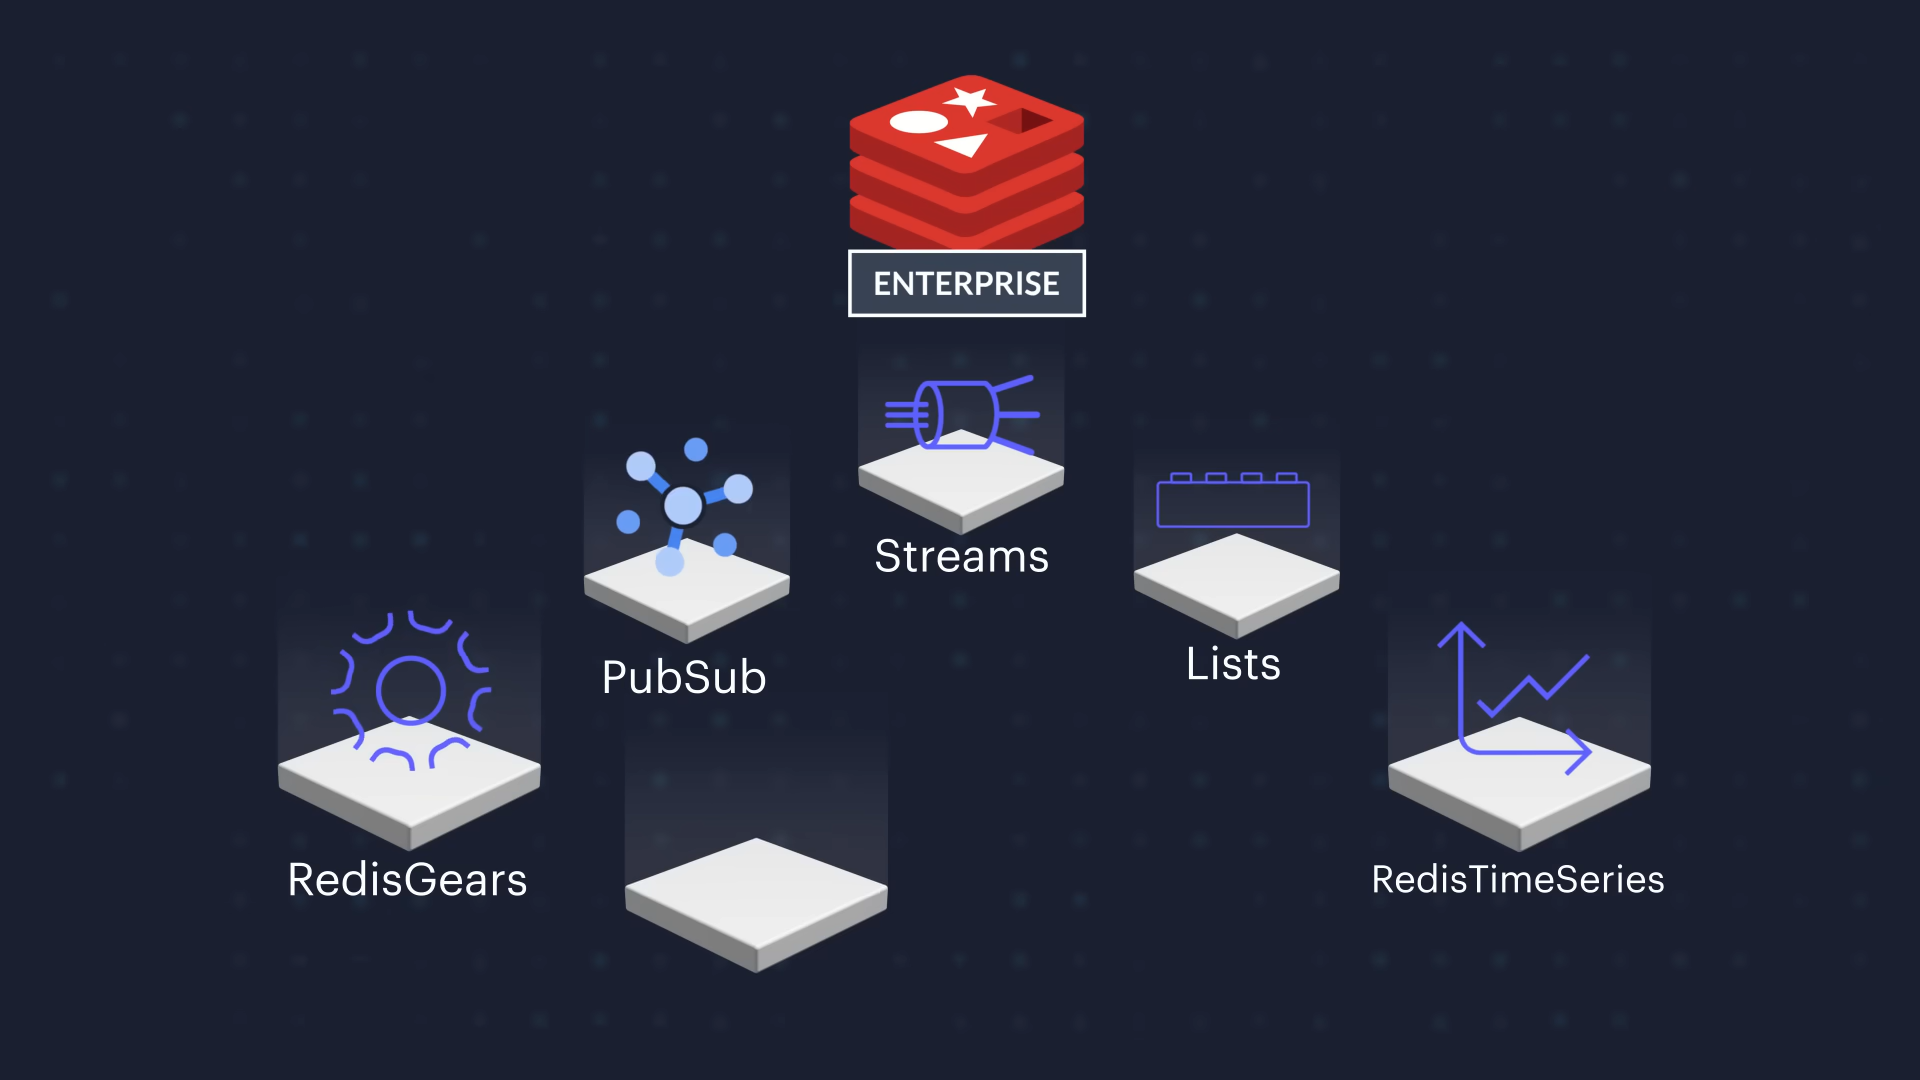 ENTERPRISE
Streams
PubSub
Lists
RedisGears
RedisTimeSeries